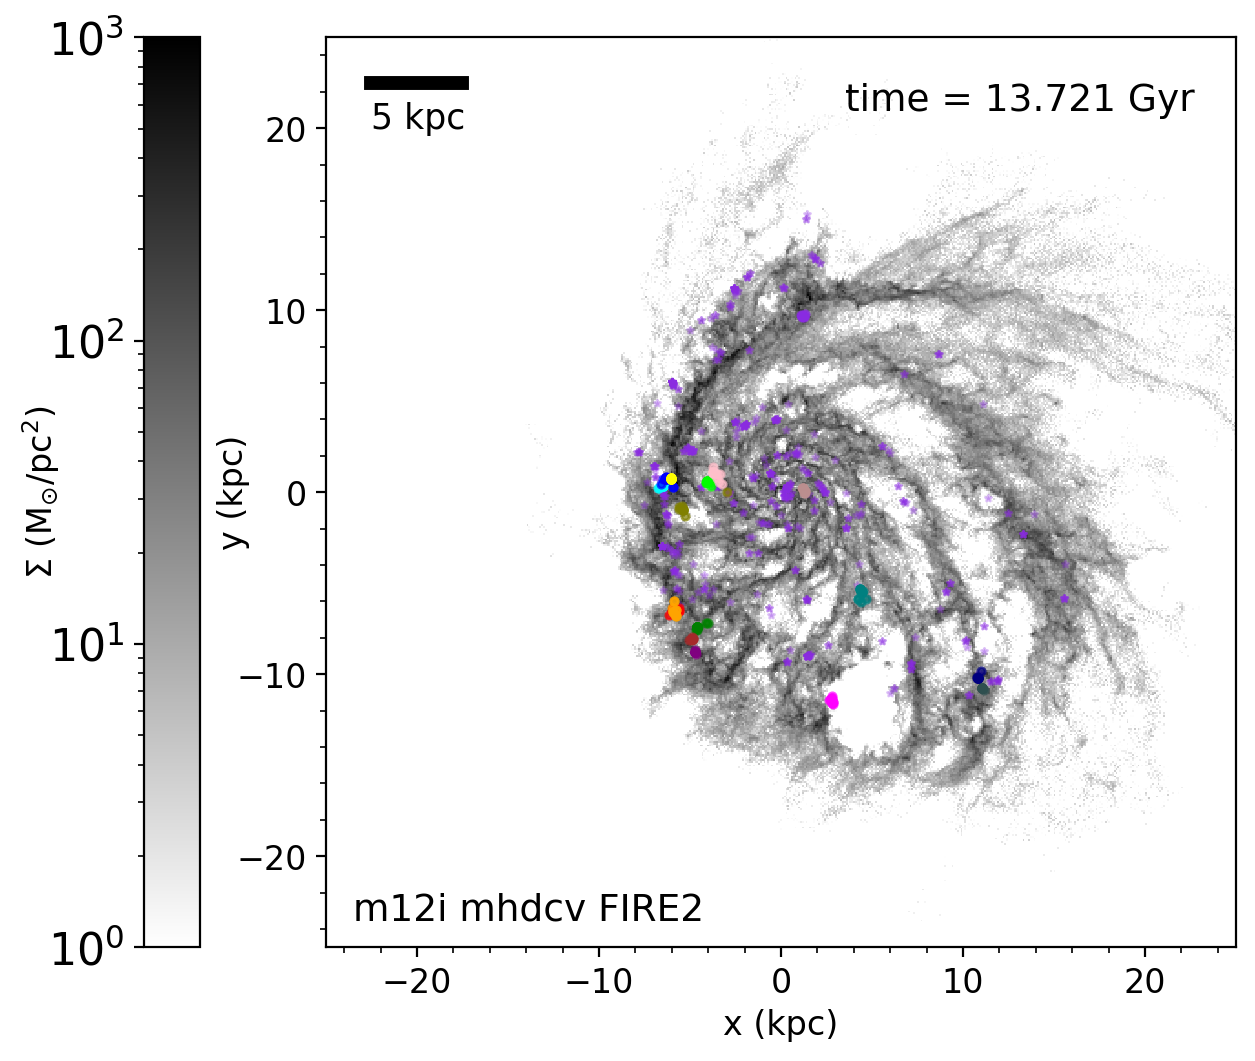 10³
10²
10¹
10⁰
Σ (M☉/pc²)
5 kpc
time = 13.721 Gyr
m12i mhdcv FIRE2
20
10
0
−10
−20
y (kpc)
−20 −10 0 10 20
x (kpc)